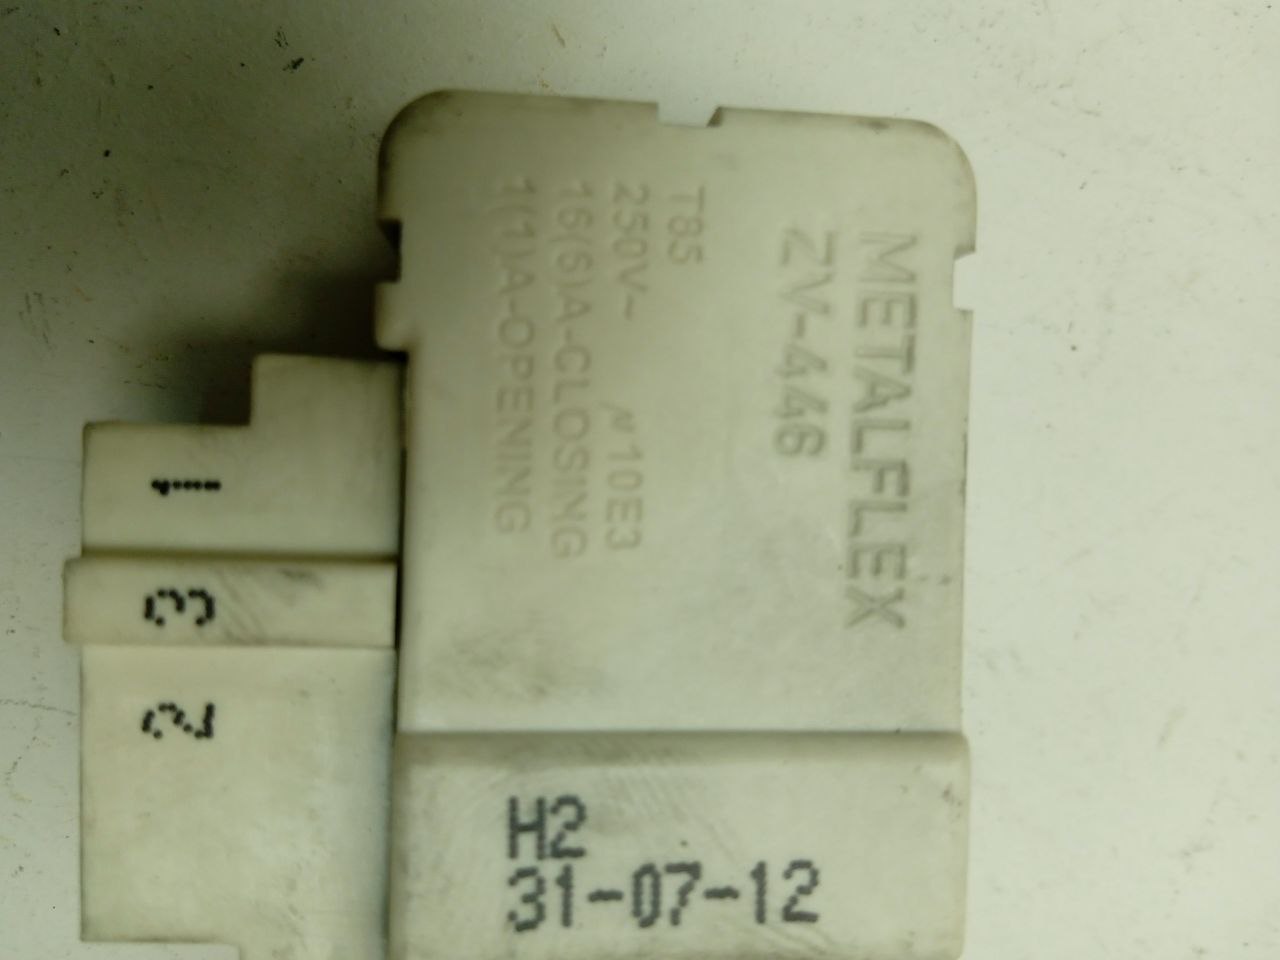 METALFLEX
ZV-446
T85
250V~ µ10E3
16(6)A-CLOSING
1(1)A-OPENING
1
3
2
H2
31-07-12